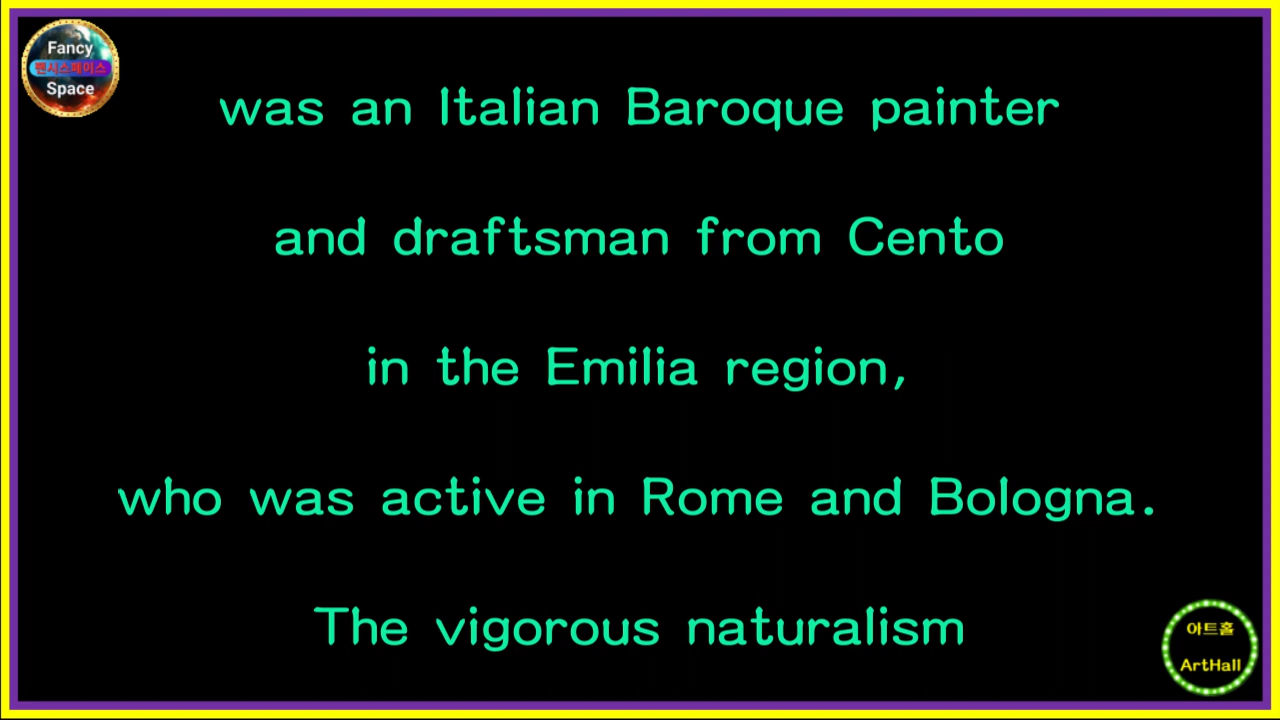 Fancy
팬시스페이스
Space
was an Italian Baroque painter
and draftsman from Cento
in the Emilia region,
who was active in Rome and Bologna.
The vigorous naturalism
아트홀
ArtHall